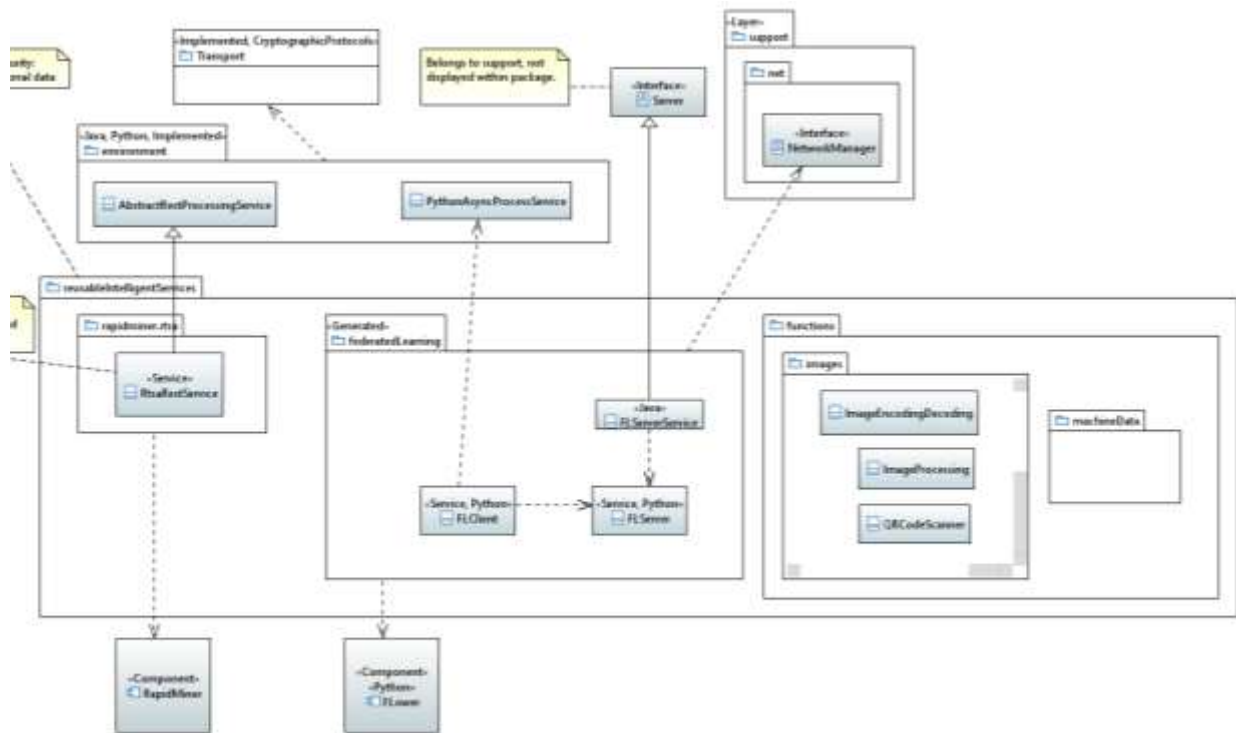 «Layer»
support
«Implemented, CryptographicProtocols»
Transport
urity:
Belongs to support, not
displayed within package.
«Interface»
Server
net
«Interface»
NetworkManager
«Java, Python, Implemented»
environment
AbstractRestProcessingService
PythonAsyncProcessService
reusableIntelligentServices
rapidminer.rtsa
«Service»
RtsaRestService
«Generated»
federatedLearning
functions
images
ImageEncodingDecoding
«Java»
FLServerService
machineData
ImageProcessing
«Service, Python»
FLClient
«Service, Python»
FLServer
QRCodeScanner
«Component»
RapidMiner
«Component»
«Python»
FLower